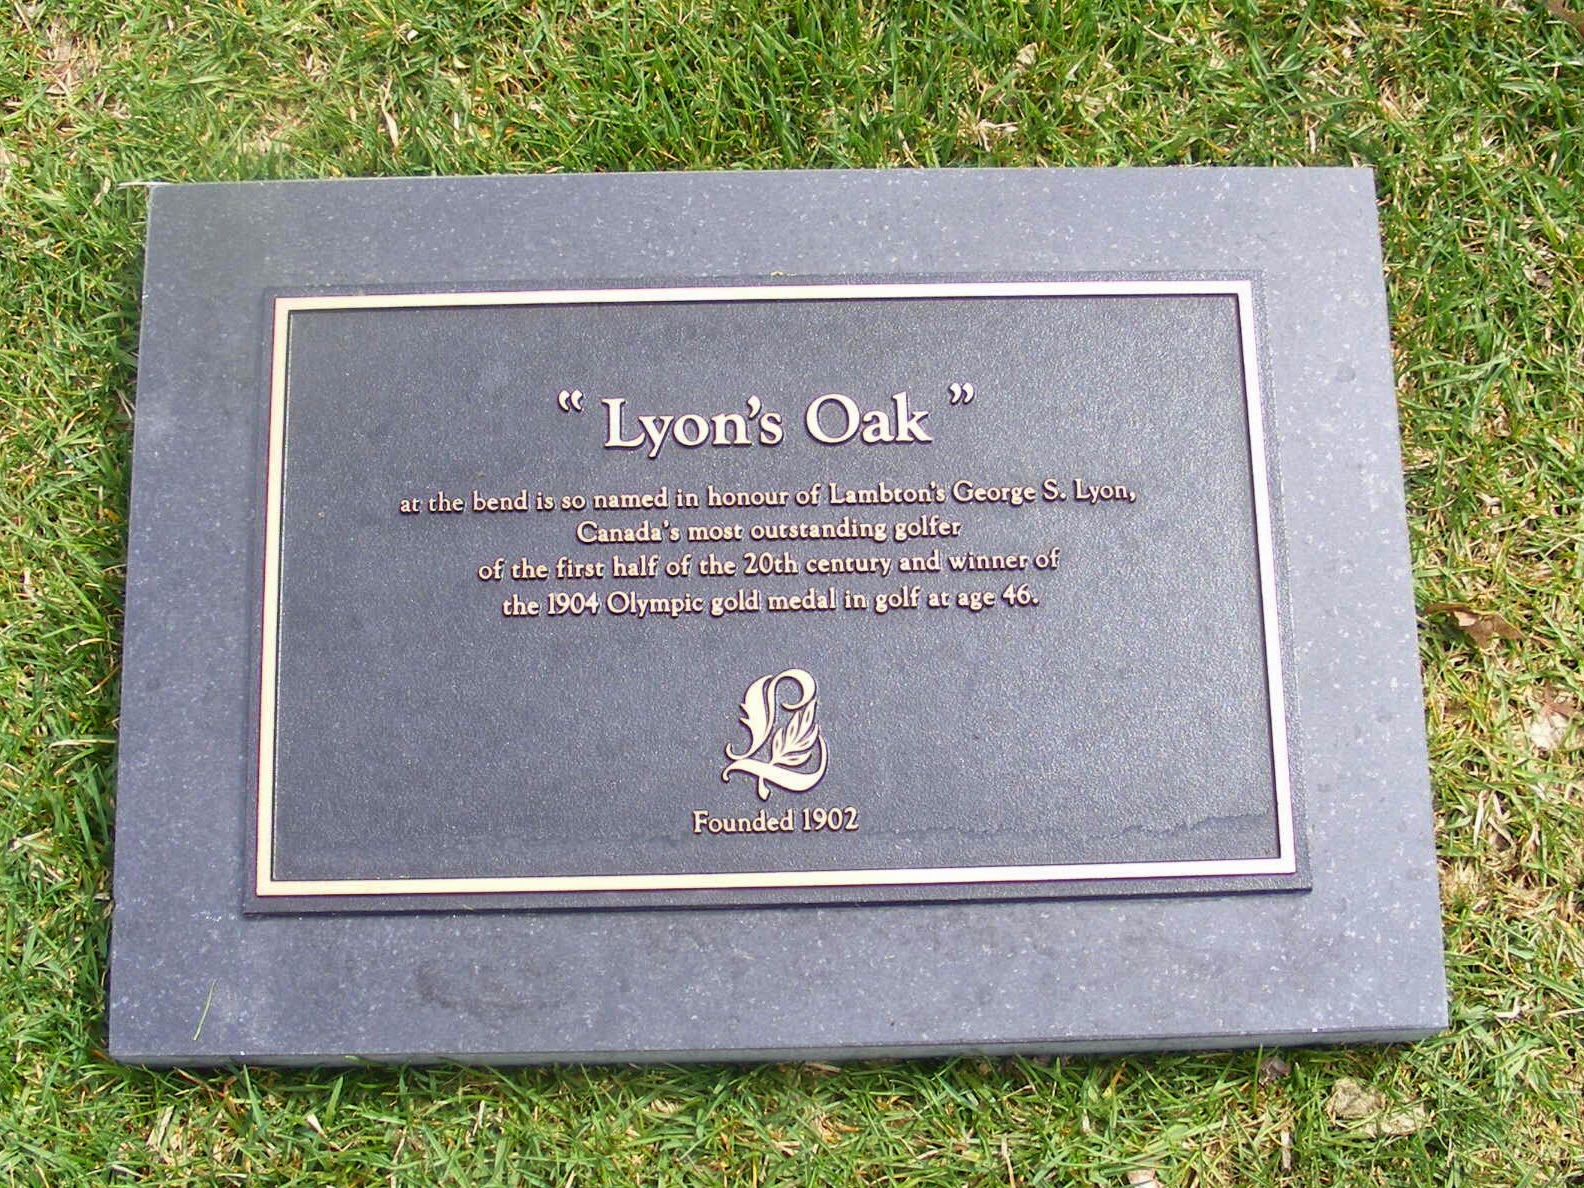 “ Lyon's Oak ”
at the bend is so named in honour of Lambton's George S. Lyon,
Canada's most outstanding golfer
of the first half of the 20th century and winner of
the 1904 Olympic gold medal in golf at age 46.
L
Founded 1902